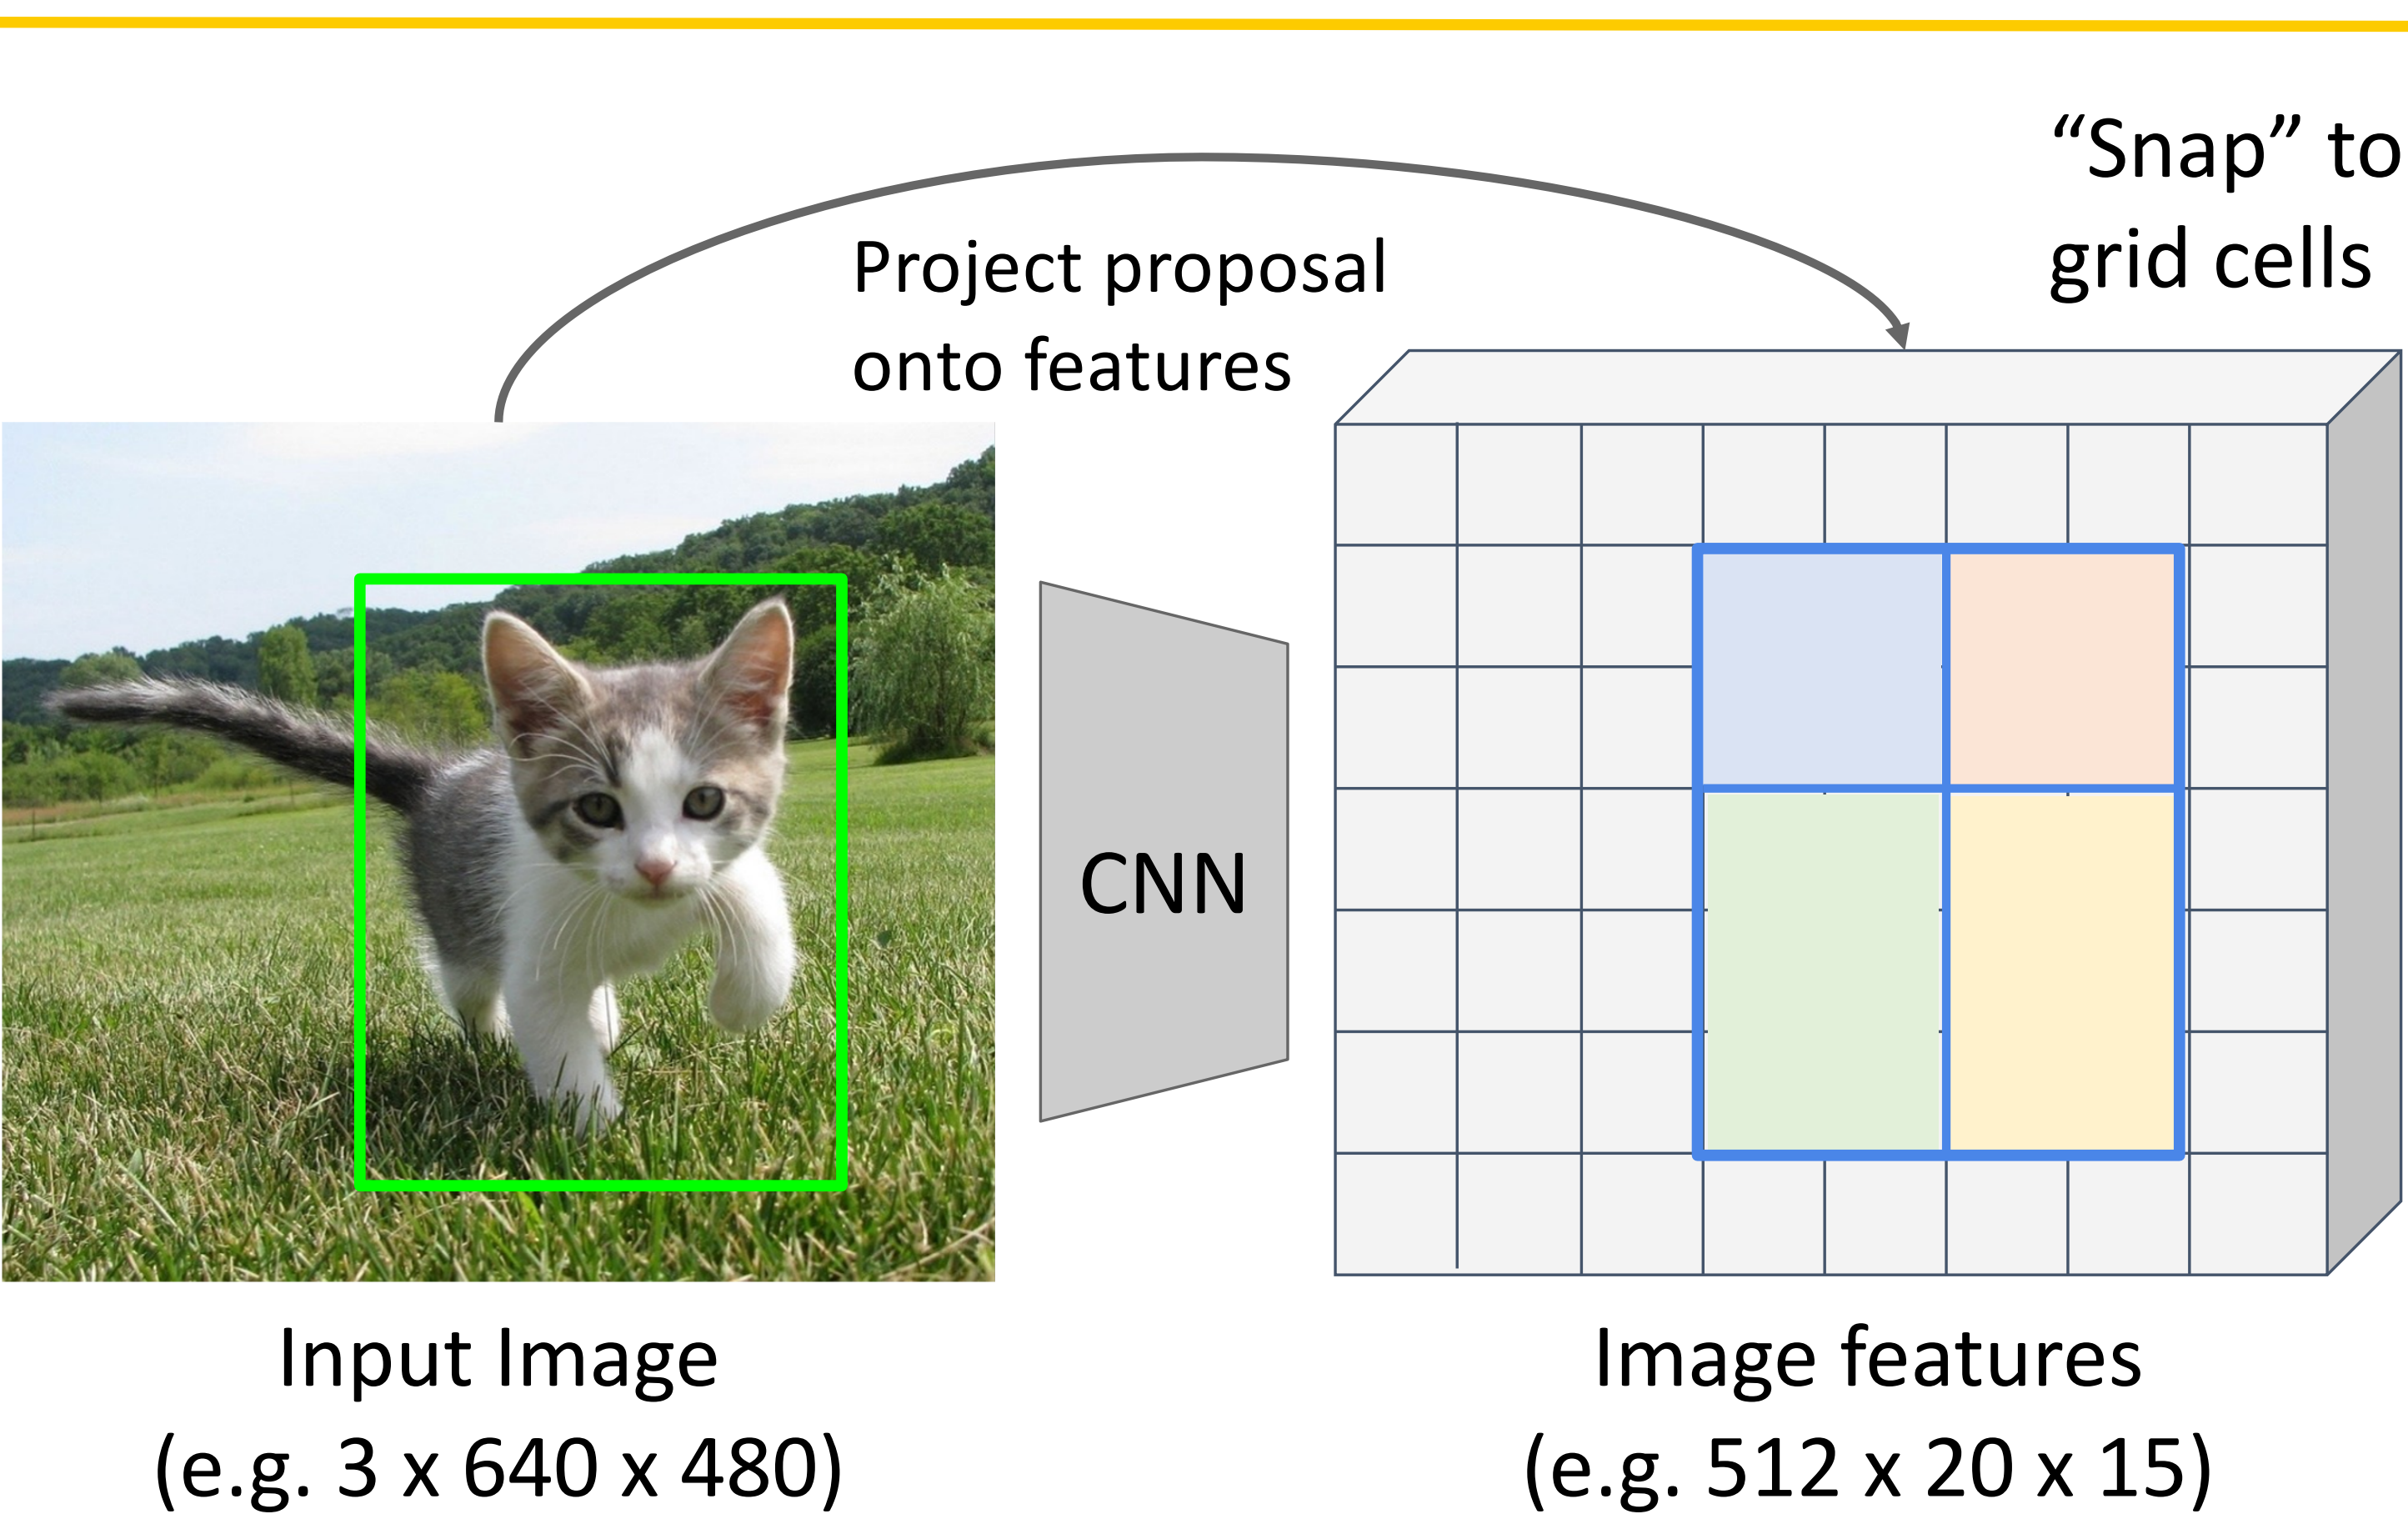 “Snap” to
grid cells
Project proposal
onto features
CNN
Input Image
(e.g. 3 x 640 x 480)
Image features
(e.g. 512 x 20 x 15)